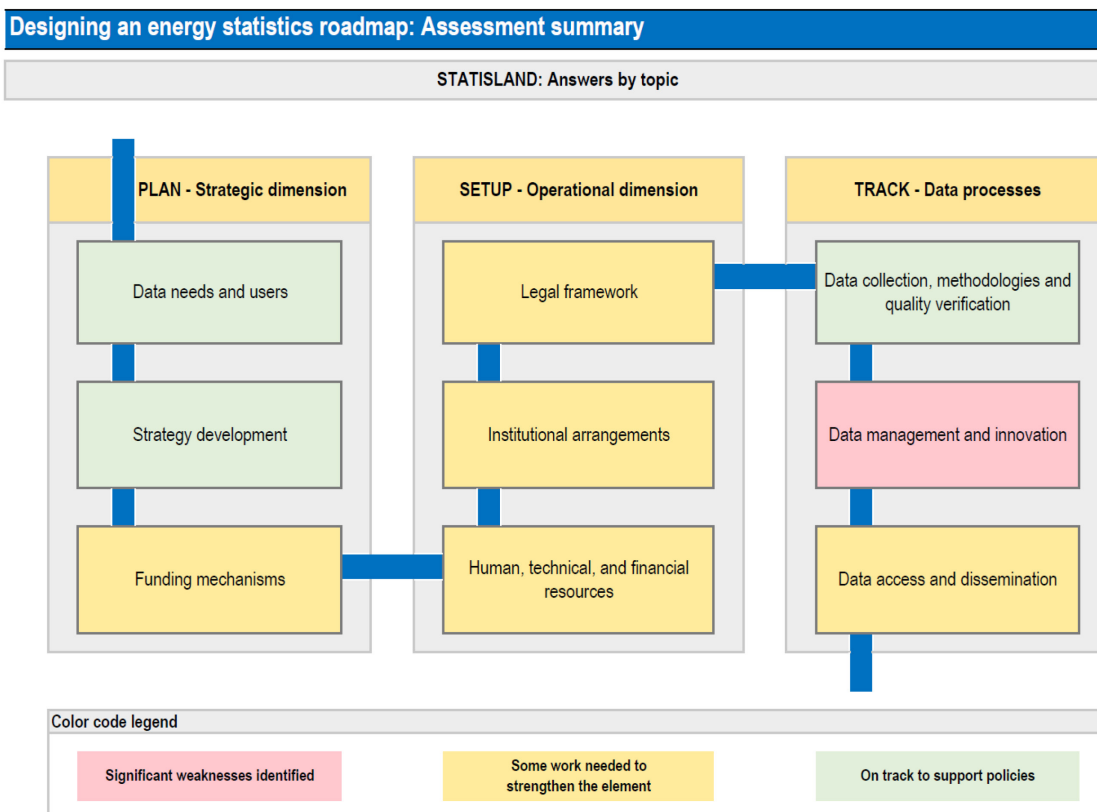 Designing an energy statistics roadmap: Assessment summary
STATISLAND: Answers by topic
PLAN - Strategic dimension
Data needs and users
Strategy development
Funding mechanisms
SETUP - Operational dimension
Legal framework
Institutional arrangements
Human, technical, and financial
resources
TRACK - Data processes
Data collection, methodologies and
quality verification
Data management and innovation
Data access and dissemination
Color code legend
Significant weaknesses identified
Some work needed to
strengthen the element
On track to support policies